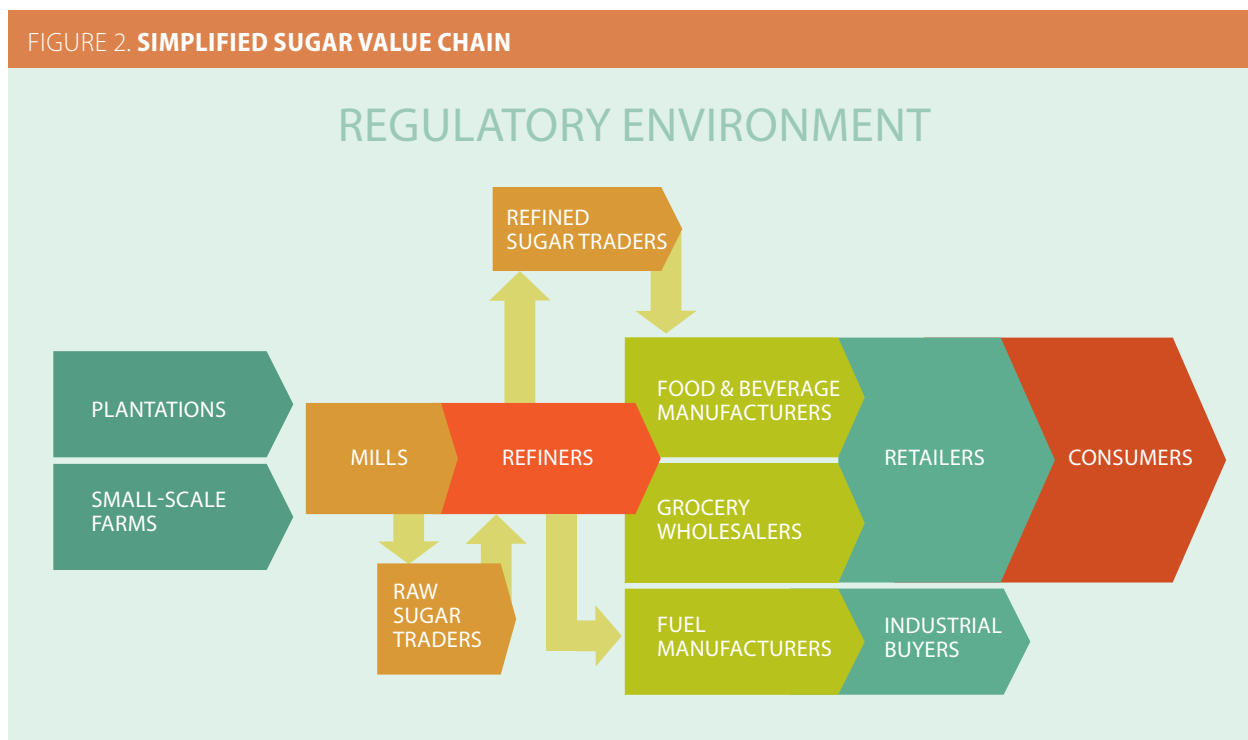 FIGURE 2. SIMPLIFIED SUGAR VALUE CHAIN
REGULATORY ENVIRONMENT
REFINED
SUGAR TRADERS
PLANTATIONS
SMALL-SCALE
FARMS
MILLS
REFINERS
RAW
SUGAR
TRADERS
FOOD & BEVERAGE
MANUFACTURERS
GROCERY
WHOLESALERS
FUEL
MANUFACTURERS
RETAILERS
INDUSTRIAL
BUYERS
CONSUMERS